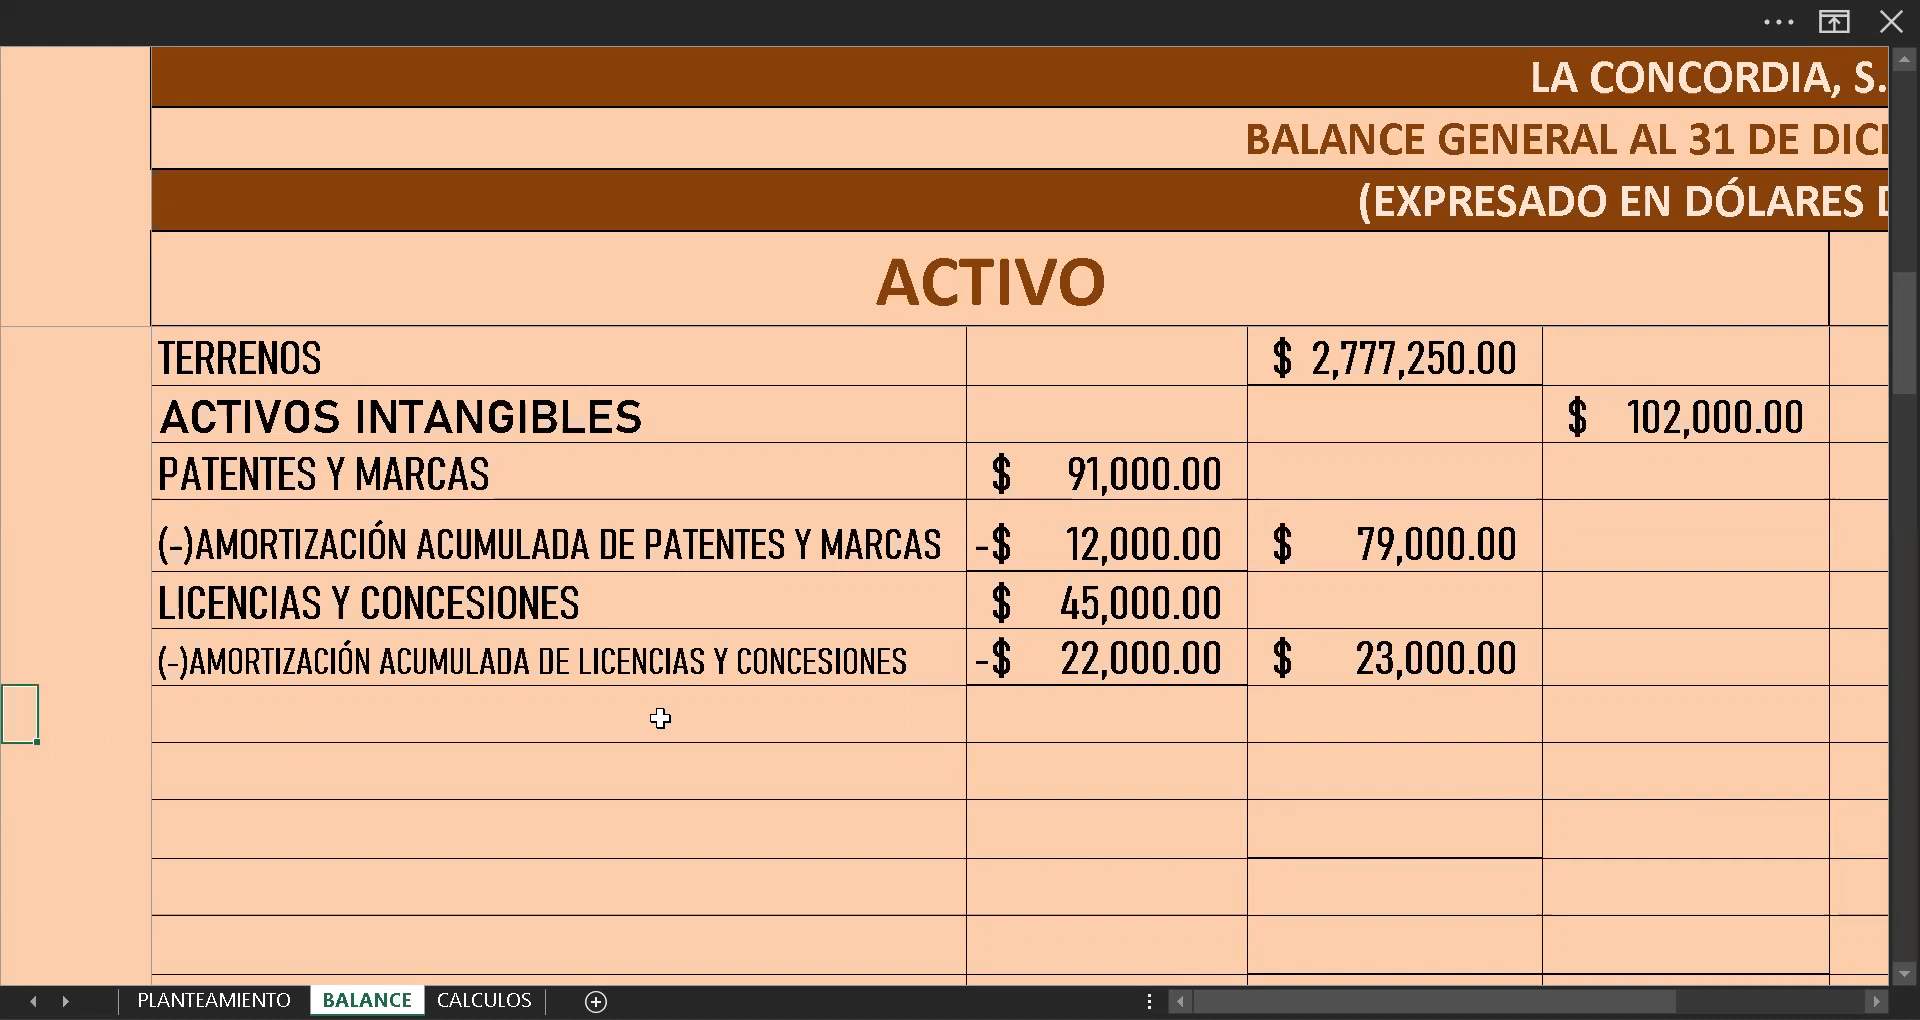 LA CONCORDIA, S.
BALANCE GENERAL AL 31 DE DICI
(EXPRESADO EN DÓLARES D
ACTIVO
TERRENOS $ 2,777,250.00
ACTIVOS INTANGIBLES $ 102,000.00
PATENTES Y MARCAS $ 91,000.00
(-)AMORTIZACIÓN ACUMULADA DE PATENTES Y MARCAS -$ 12,000.00 $ 79,000.00
LICENCIAS Y CONCESIONES $ 45,000.00
(-)AMORTIZACIÓN ACUMULADA DE LICENCIAS Y CONCESIONES -$ 22,000.00 $ 23,000.00
PLANTEAMIENTO BALANCE CALCULOS